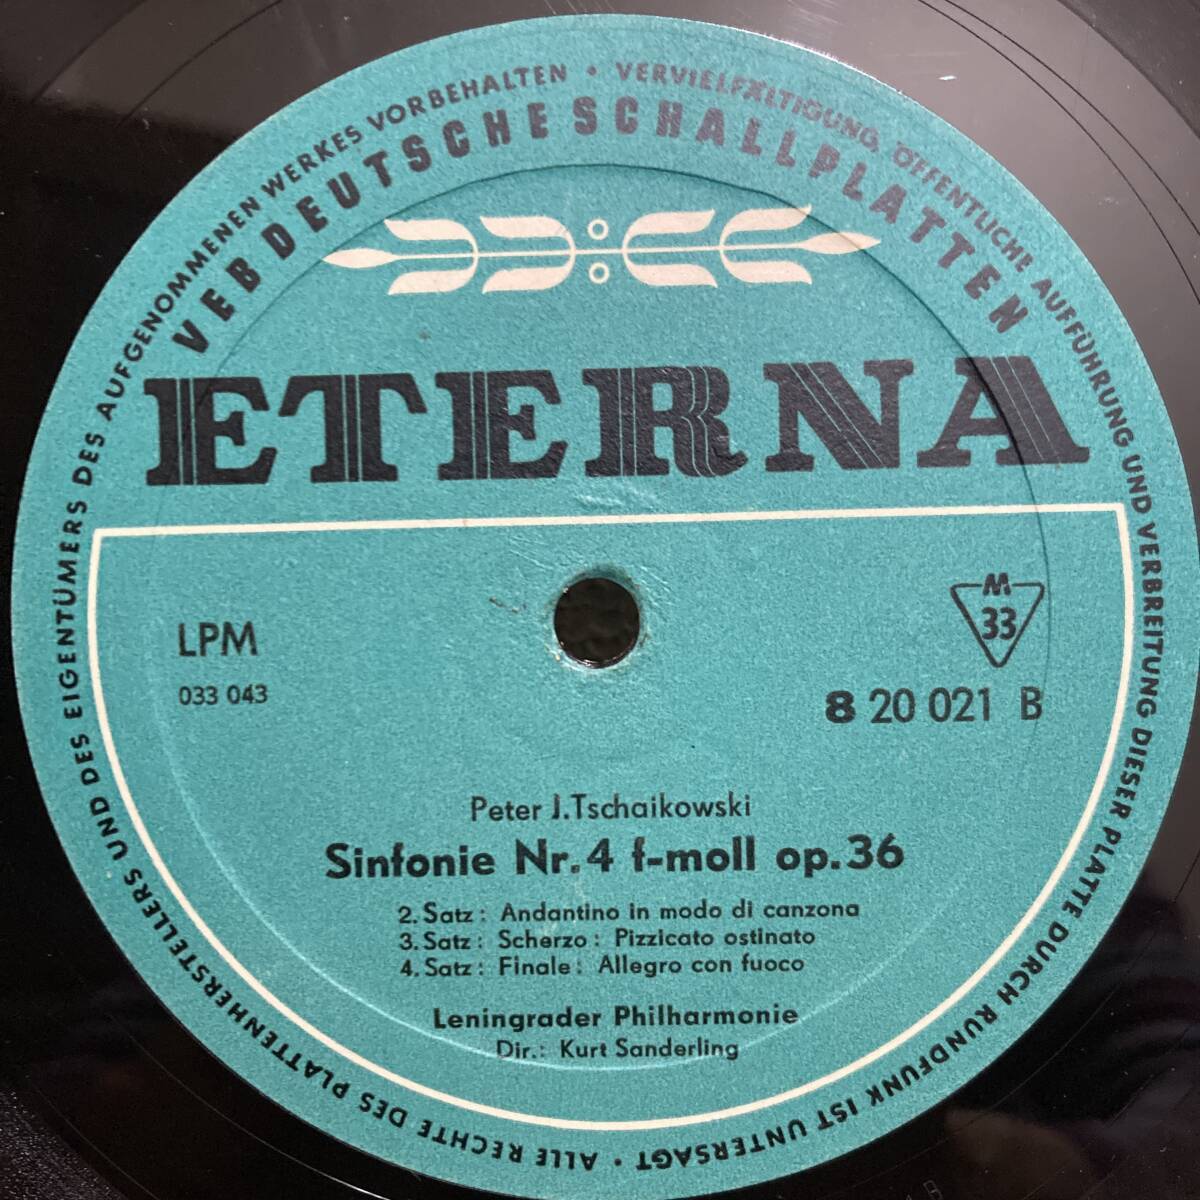 ALLE RECHTE DES PLATTENHERSTELLERS UND DES EIGENTÜMERS DES AUFGENOMMENEN WERKES VORBEHALTEN • VERVIELFÄLTIGUNG, ÖFFENTLICHE AUFFÜHRUNG UND VERBREITUNG DIESER PLATTE DURCH RUNDFUNK IST UNTERSAGT •
VEB DEUTSCHE SCHALLPLATTEN
ETERNA
M
33
LPM
033 043
8 20 021 B
Peter J. Tschaikowski
Sinfonie Nr. 4 f-moll op. 36
2. Satz: Andantino in modo di canzona
3. Satz: Scherzo: Pizzicato ostinato
4. Satz: Finale: Allegro con fuoco
Leningrader Philharmonie
Dir.: Kurt Sanderling